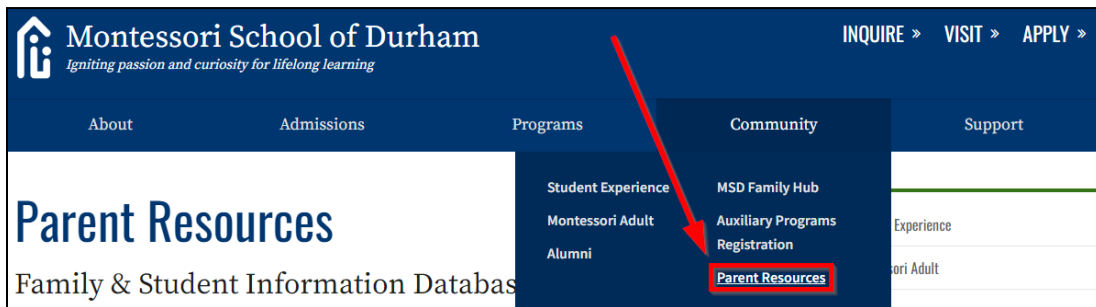 Montessori School of Durham
Igniting passion and curiosity for lifelong learning
INQUIRE » VISIT » APPLY »
About Admissions Programs Community Support
Student Experience
Montessori Adult
Alumni
MSD Family Hub
Auxiliary Programs
Registration
Parent Resources
Parent Resources
Family & Student Information Databas
Experience
ori Adult